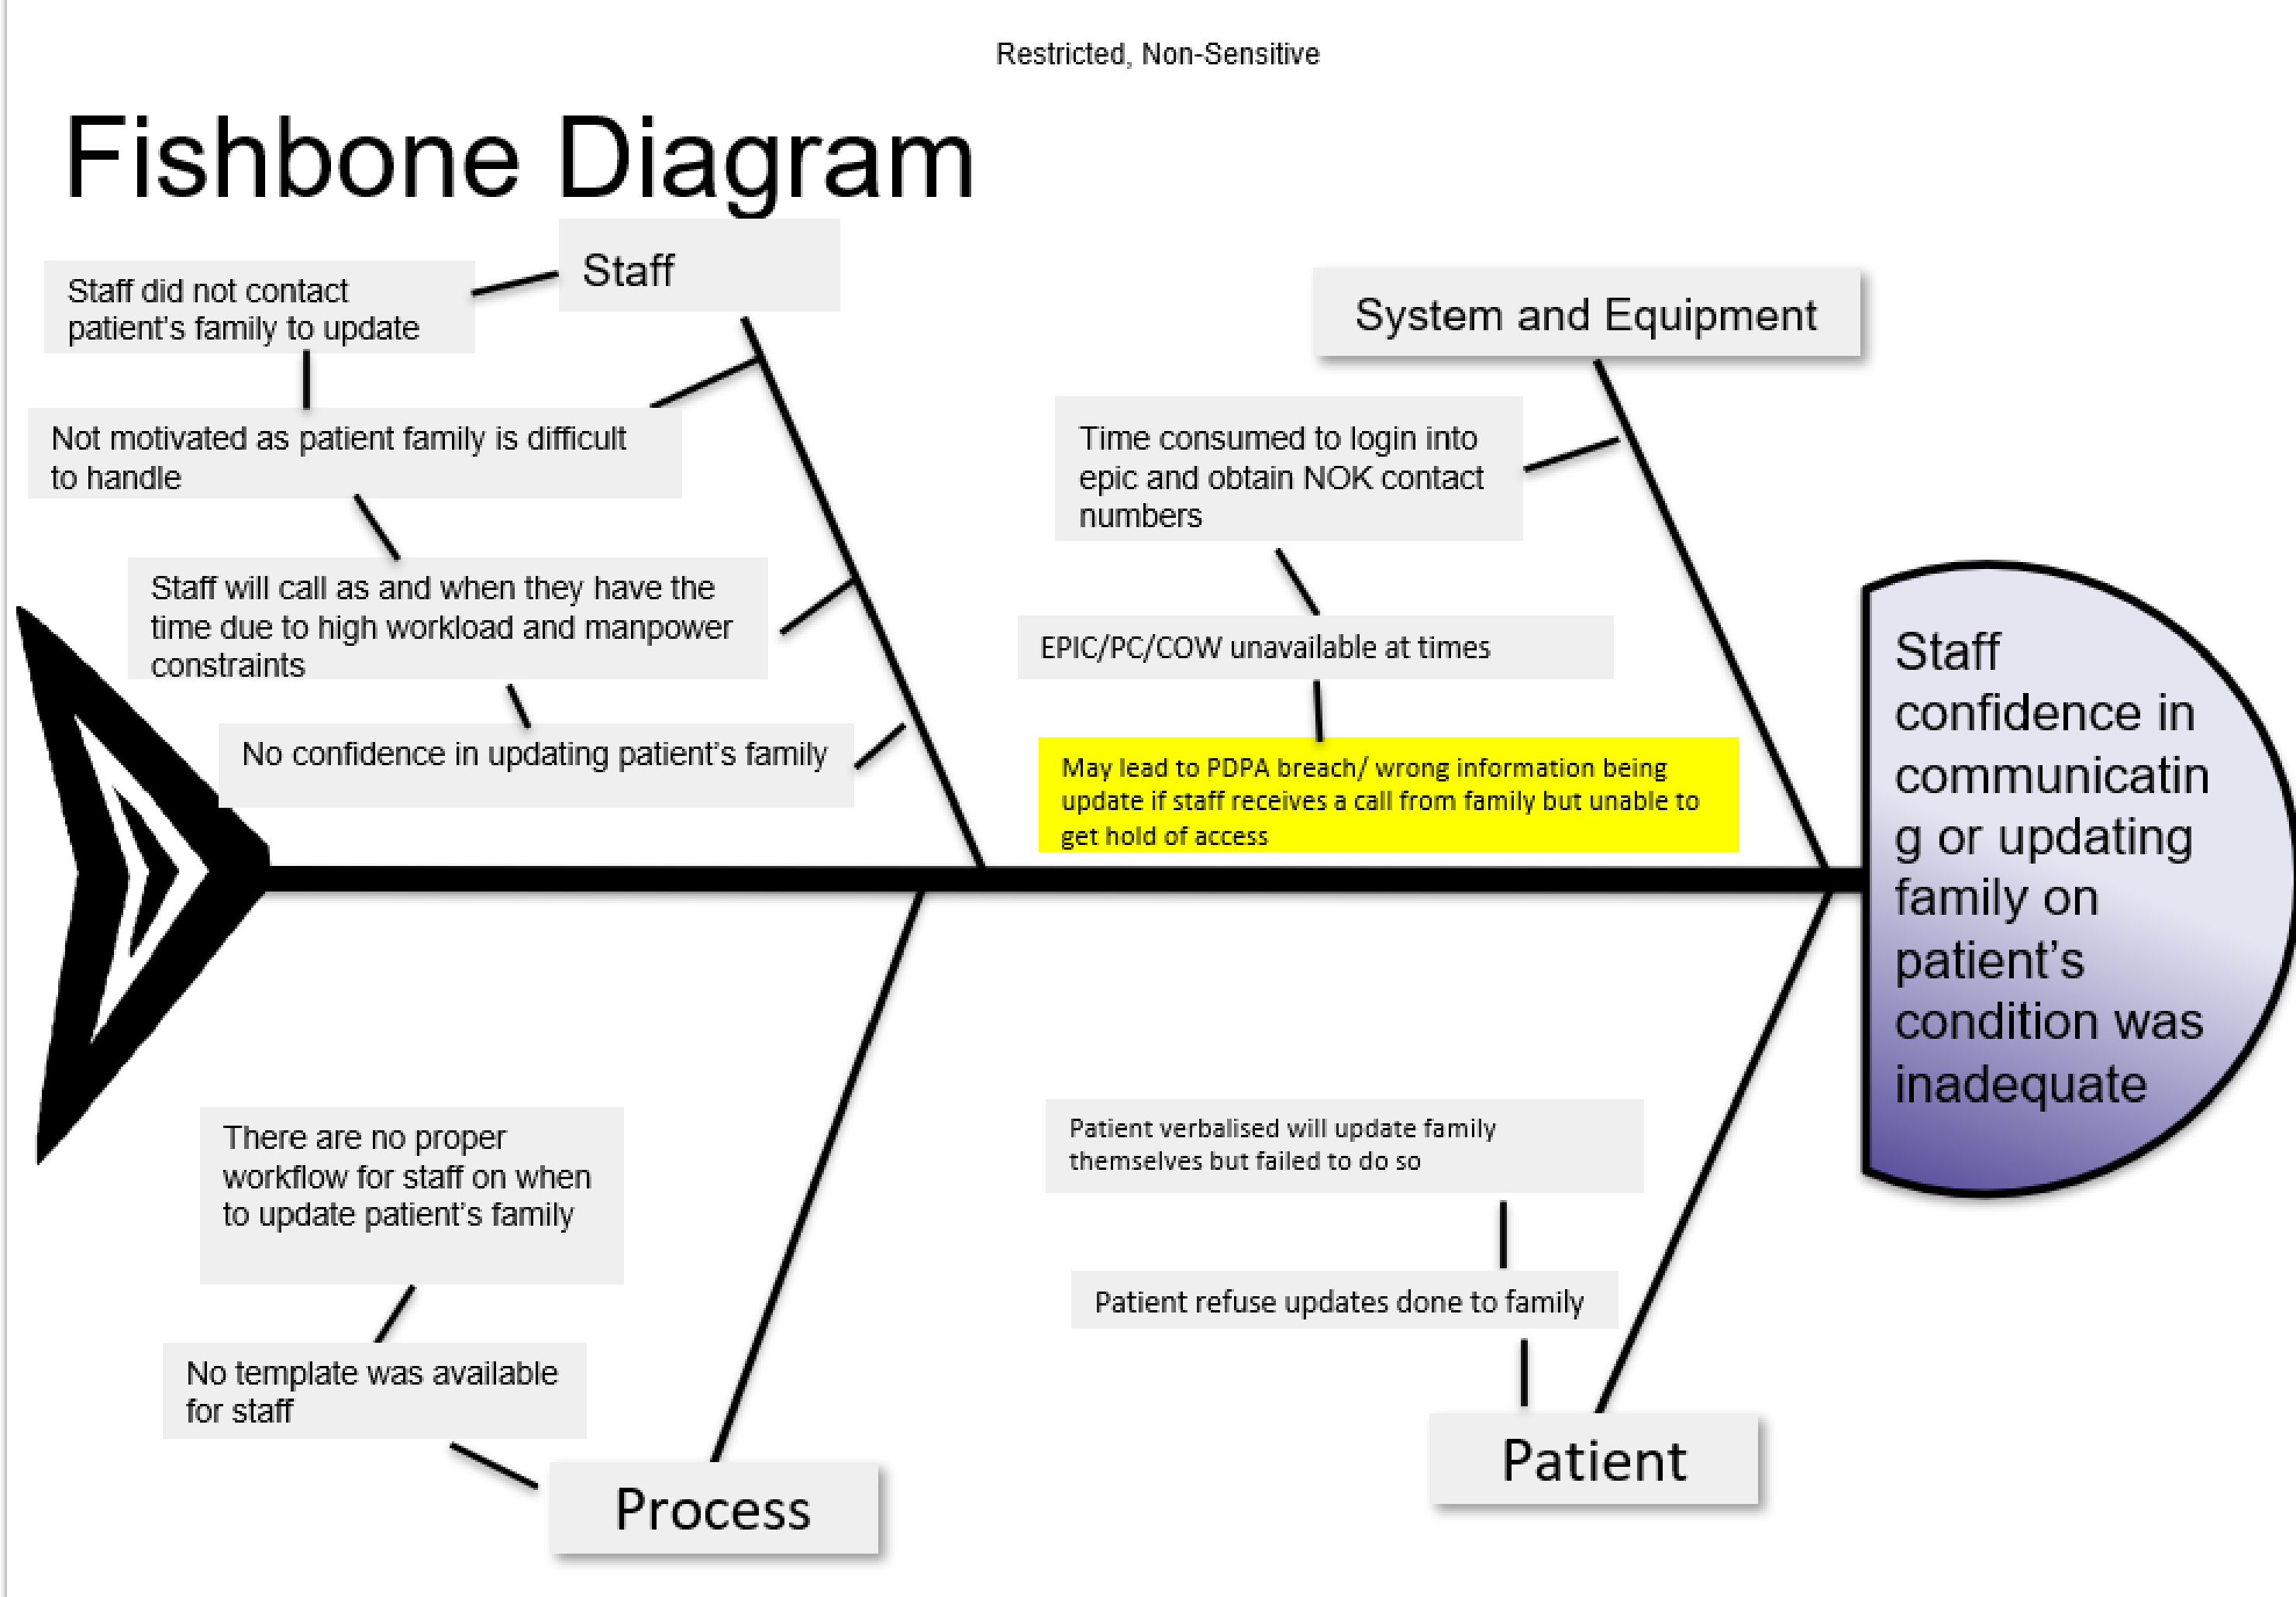 Restricted, Non-Sensitive
Fishbone Diagram
Staff
Staff did not contact
patient’s family to update
Not motivated as patient family is difficult
to handle
Staff will call as and when they have the
time due to high workload and manpower
constraints
No confidence in updating patient’s family
System and Equipment
Time consumed to login into
epic and obtain NOK contact
numbers
EPIC/PC/COW unavailable at times
May lead to PDPA breach/ wrong information being
update if staff receives a call from family but unable to
get hold of access
Staff
confidence in
communicatin
g or updating
family on
patient’s
condition was
inadequate
There are no proper
workflow for staff on when
to update patient’s family
No template was available
for staff
Process
Patient verbalised will update family
themselves but failed to do so
Patient refuse updates done to family
Patient